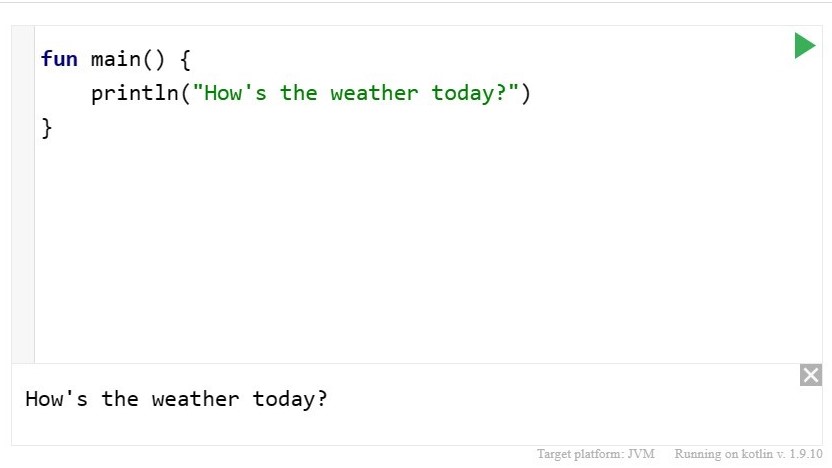 fun main() {
    println("How's the weather today?")
}
How's the weather today?
Target platform: JVM Running on kotlin v. 1.9.10